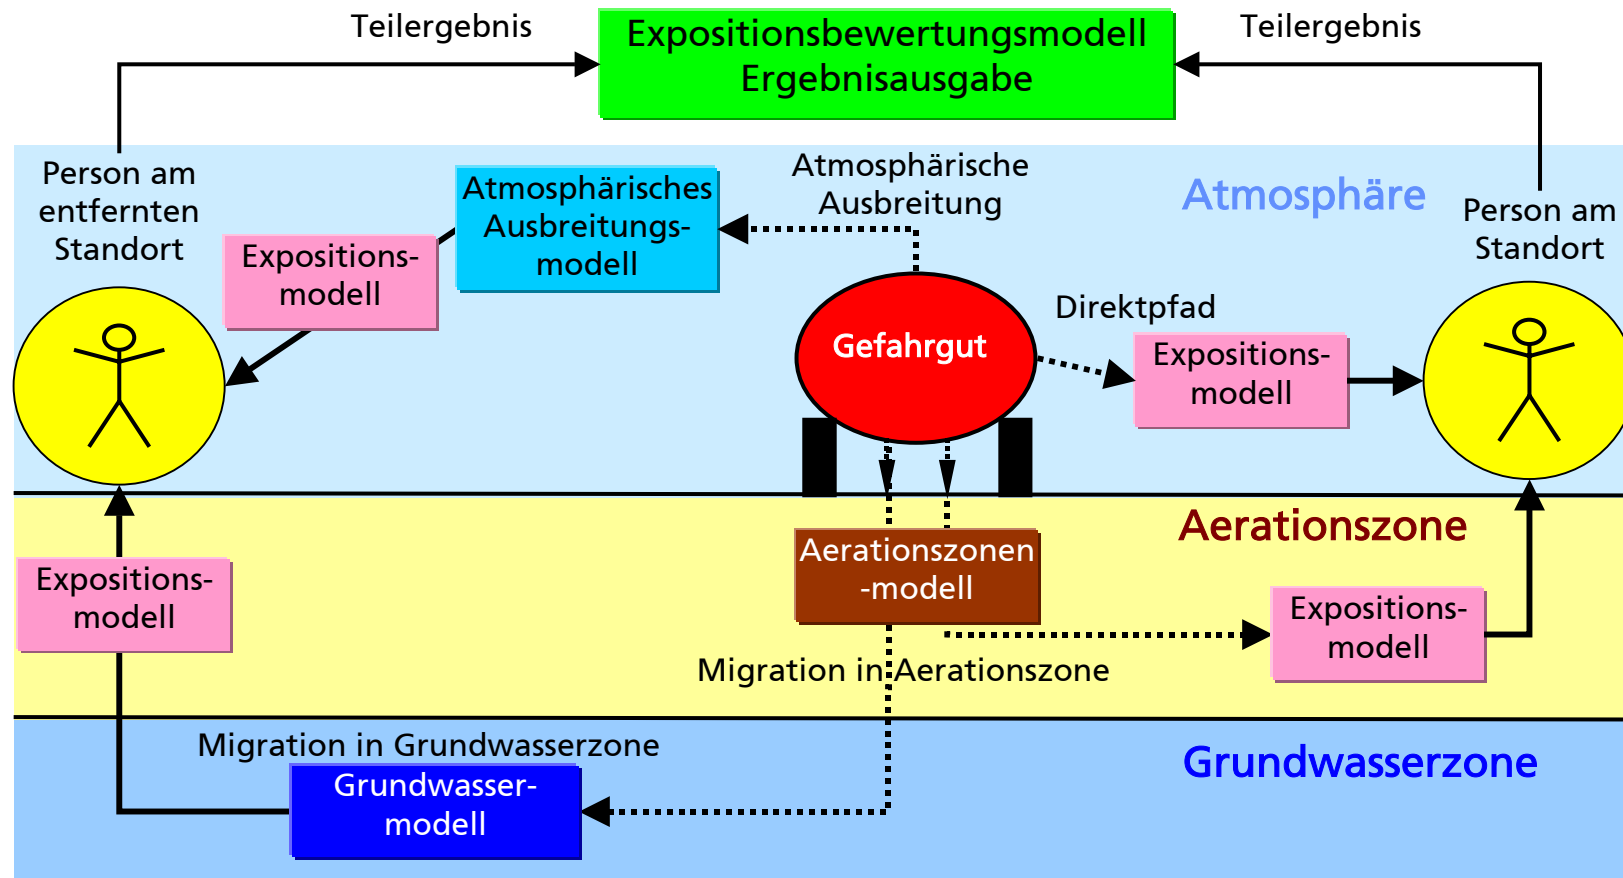 Teilergebnis
Expositionsbewertungsmodell
Ergebnisausgabe
Teilergebnis
Person am
entfernten
Standort
Atmosphärisches
Ausbreitungs-
modell
Atmosphärische
Ausbreitung
Atmosphäre
Person am
Standort
Expositions-
modell
Gefahrgut
Direktpfad
Expositions-
modell
Aerationszone
Aerationszonen
-modell
Expositions-
modell
Expositions-
modell
Migration in Aerationszone
Migration in Grundwasserzone
Grundwasserzone
Grundwasser-
modell